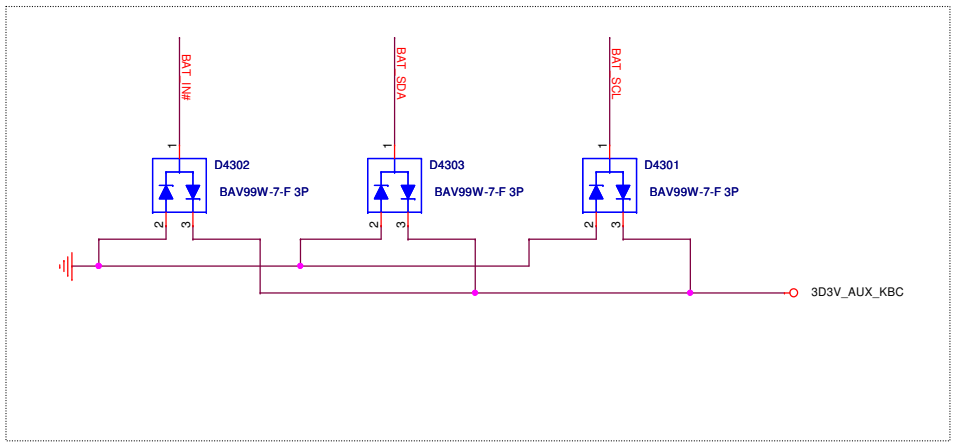 BAT_IN#
BAT_SDA
BAT_SCL
1
1
1
D4302
D4303
D4301
BAV99W-7-F 3P
BAV99W-7-F 3P
BAV99W-7-F 3P
2 3
2 3
2 3
3D3V_AUX_KBC